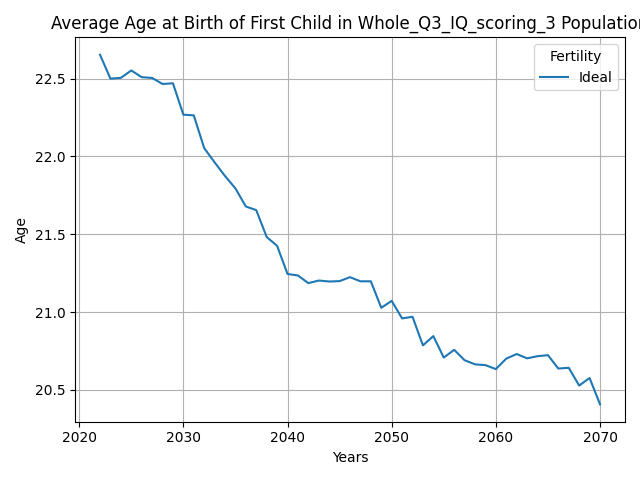 Average Age at Birth of First Child in Whole_Q3_IQ_scoring_3 Population
Fertility
Ideal
22.5
22.0
21.5
21.0
20.5
Age
2020 2030 2040 2050 2060 2070
Years